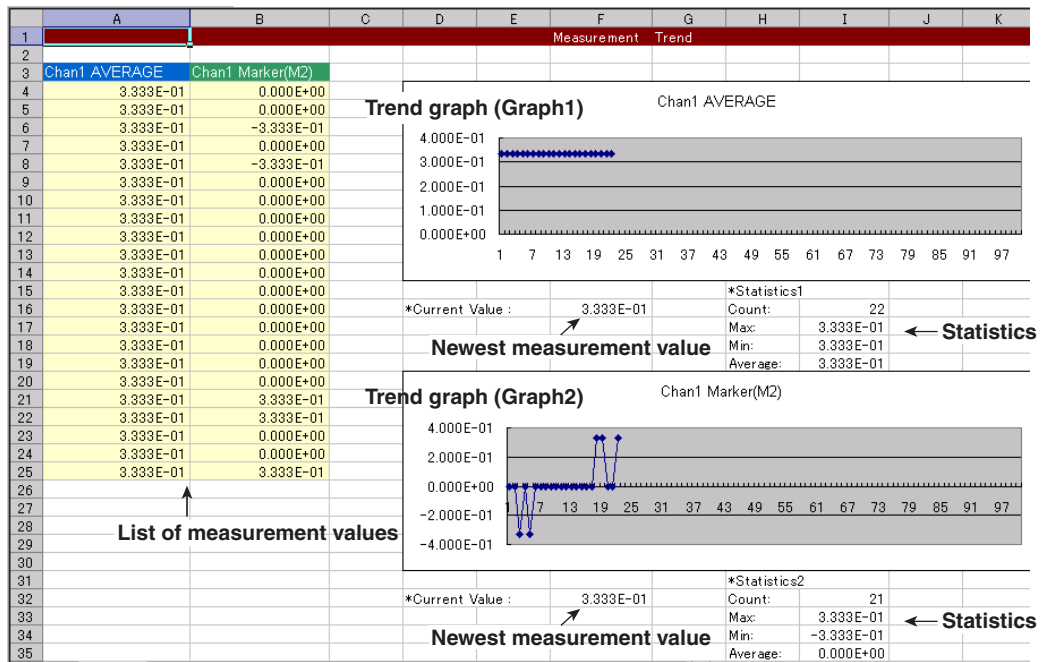 A B C D E F G H I J K
1 Measurement Trend
2
3 Chan1 AVERAGE Chan1 Marker(M2)
4 3.333E-01 0.000E+00
5 3.333E-01 0.000E+00
6 3.333E-01 -3.333E-01
7 3.333E-01 0.000E+00
8 3.333E-01 -3.333E-01
9 3.333E-01 0.000E+00
10 3.333E-01 0.000E+00
11 3.333E-01 0.000E+00
12 3.333E-01 0.000E+00
13 3.333E-01 0.000E+00
14 3.333E-01 0.000E+00
15 3.333E-01 0.000E+00
16 3.333E-01 0.000E+00
17 3.333E-01 0.000E+00
18 3.333E-01 0.000E+00
19 3.333E-01 0.000E+00
20 3.333E-01 0.000E+00
21 3.333E-01 3.333E-01
22 3.333E-01 3.333E-01
23 3.333E-01 0.000E+00
24 3.333E-01 0.000E+00
25 3.333E-01 3.333E-01
26
27
28
29
30
31
32
33
34
35
List of measurement values
Trend graph (Graph1)
Chan1 AVERAGE
4.000E-01
3.000E-01
2.000E-01
1.000E-01
0.000E+00
1 7 13 19 25 31 37 43 49 55 61 67 73 79 85 91 97
*Statistics1
*Current Value : 3.333E-01 Count: 22
Max: 3.333E-01
Min: 3.333E-01
Average: 3.333E-01
Newest measurement value
Statistics
Trend graph (Graph2)
Chan1 Marker(M2)
4.000E-01
2.000E-01
0.000E+00
-2.000E-01
-4.000E-01
1 7 13 19 25 31 37 43 49 55 61 67 73 79 85 91 97
*Statistics2
*Current Value : 3.333E-01 Count: 21
Max: 3.333E-01
Min: -3.333E-01
Average: 0.000E+00
Newest measurement value
Statistics